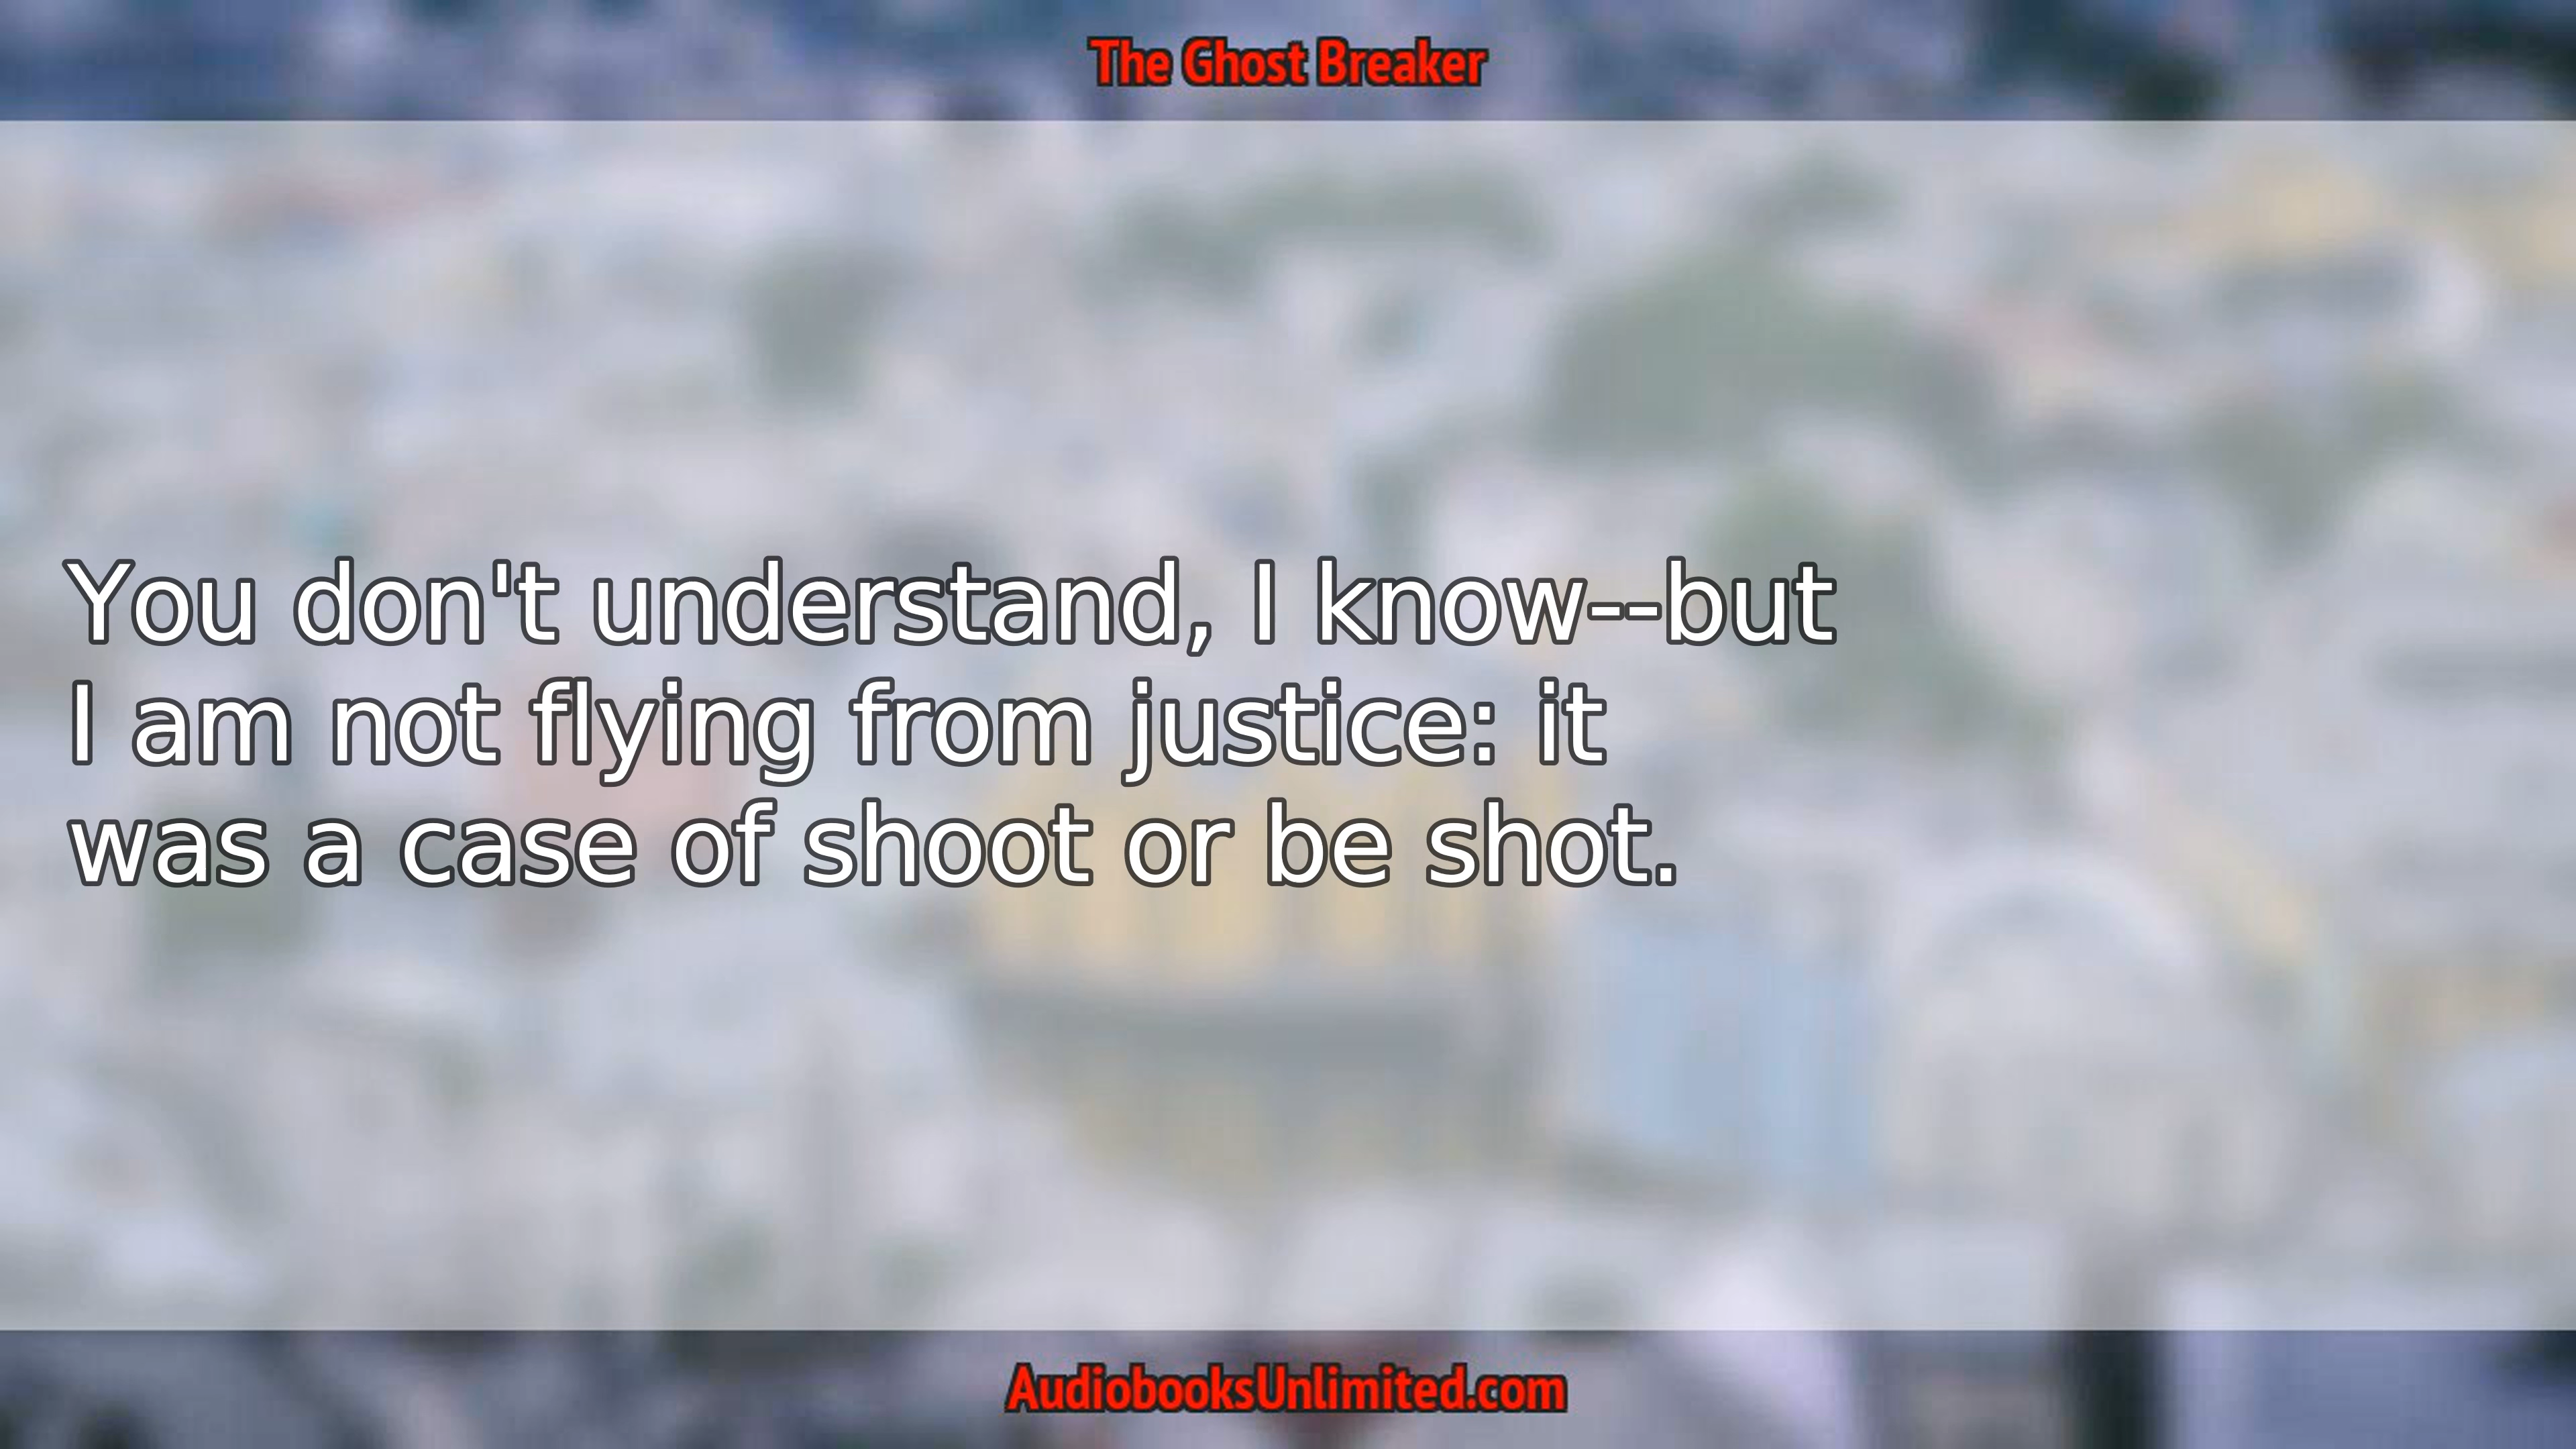 The Ghost Breaker
You don't understand, I know--but
I am not flying from justice: it
was a case of shoot or be shot.
AudiobooksUnlimited.com